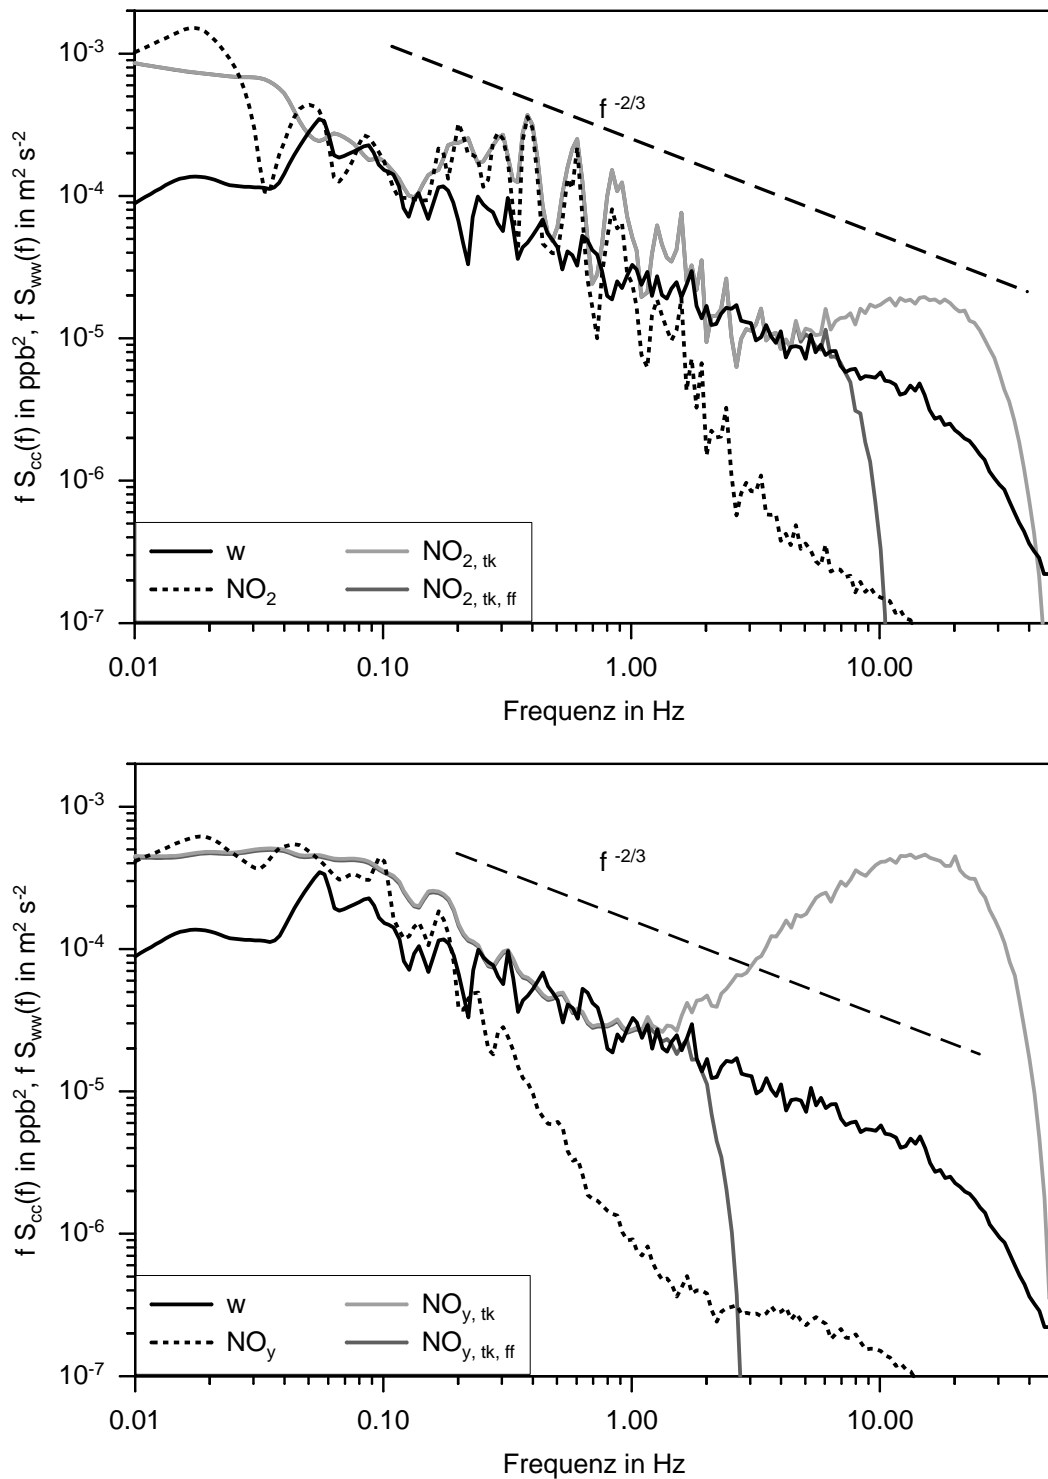 f S_cc(f) in ppb², f S_ww(f) in m² s⁻²
10⁻³
10⁻⁴
10⁻⁵
10⁻⁶
10⁻⁷
f ⁻²/³
w
NO₂
NO₂, tk
NO₂, tk, ff
0.01 0.10 1.00 10.00
Frequenz in Hz
f S_cc(f) in ppb², f S_ww(f) in m² s⁻²
10⁻³
10⁻⁴
10⁻⁵
10⁻⁶
10⁻⁷
f ⁻²/³
w
NO_y
NO_y, tk
NO_y, tk, ff
0.01 0.10 1.00 10.00
Frequenz in Hz